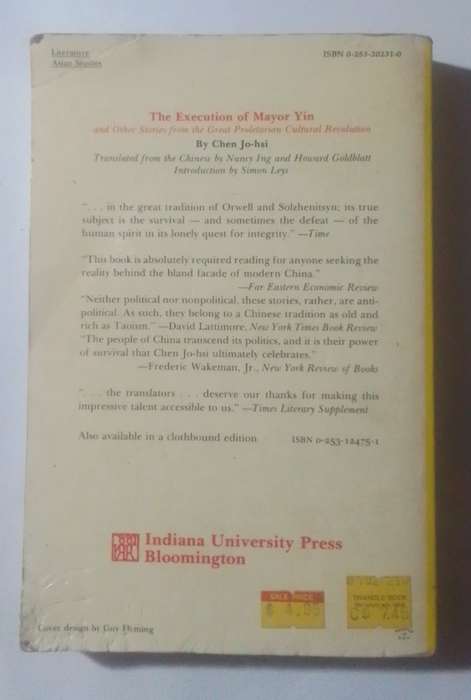 Literature
Asian Studies
ISBN 0-253-20231-0
The Execution of Mayor Yin
and Other Stories from the Great Proletarian Cultural Revolution
By Chen Jo-hsi
Translated from the Chinese by Nancy Ing and Howard Goldblatt
Introduction by Simon Leys
". . . in the great tradition of Orwell and Solzhenitsyn; its true
subject is the survival — and sometimes the defeat — of the
human spirit in its lonely quest for integrity." —Time
"This book is absolutely required reading for anyone seeking the
reality behind the bland facade of modern China."
—Far Eastern Economic Review
"Neither political nor nonpolitical, these stories, rather, are anti-
political. As such, they belong to a Chinese tradition as old and
rich as Taoism." —David Lattimore, New York Times Book Review
"The people of China transcend its politics, and it is their power
of survival that Chen Jo-hsi ultimately celebrates."
—Frederic Wakeman, Jr., New York Review of Books
". . . the translators . . . deserve our thanks for making this
impressive talent accessible to us." —Times Literary Supplement
Also available in a clothbound edition ISBN 0-253-12475-1
Indiana University Press
Bloomington
SALE PRICE
TRIANGLE BOOK
Cover design by Guy Fleming